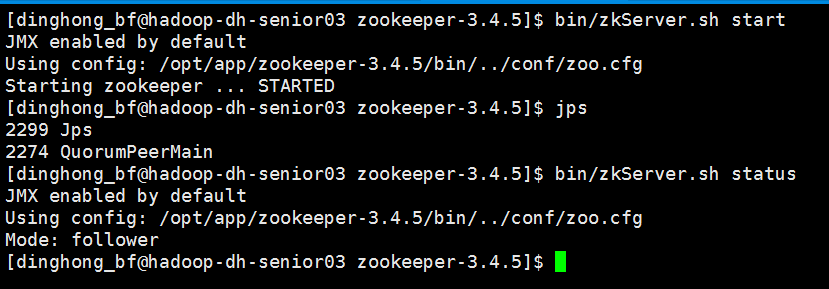 [dinghong_bf@hadoop-dh-senior03 zookeeper-3.4.5]$ bin/zkServer.sh start
JMX enabled by default
Using config: /opt/app/zookeeper-3.4.5/bin/../conf/zoo.cfg
Starting zookeeper ... STARTED
[dinghong_bf@hadoop-dh-senior03 zookeeper-3.4.5]$ jps
2299 Jps
2274 QuorumPeerMain
[dinghong_bf@hadoop-dh-senior03 zookeeper-3.4.5]$ bin/zkServer.sh status
JMX enabled by default
Using config: /opt/app/zookeeper-3.4.5/bin/../conf/zoo.cfg
Mode: follower
[dinghong_bf@hadoop-dh-senior03 zookeeper-3.4.5]$